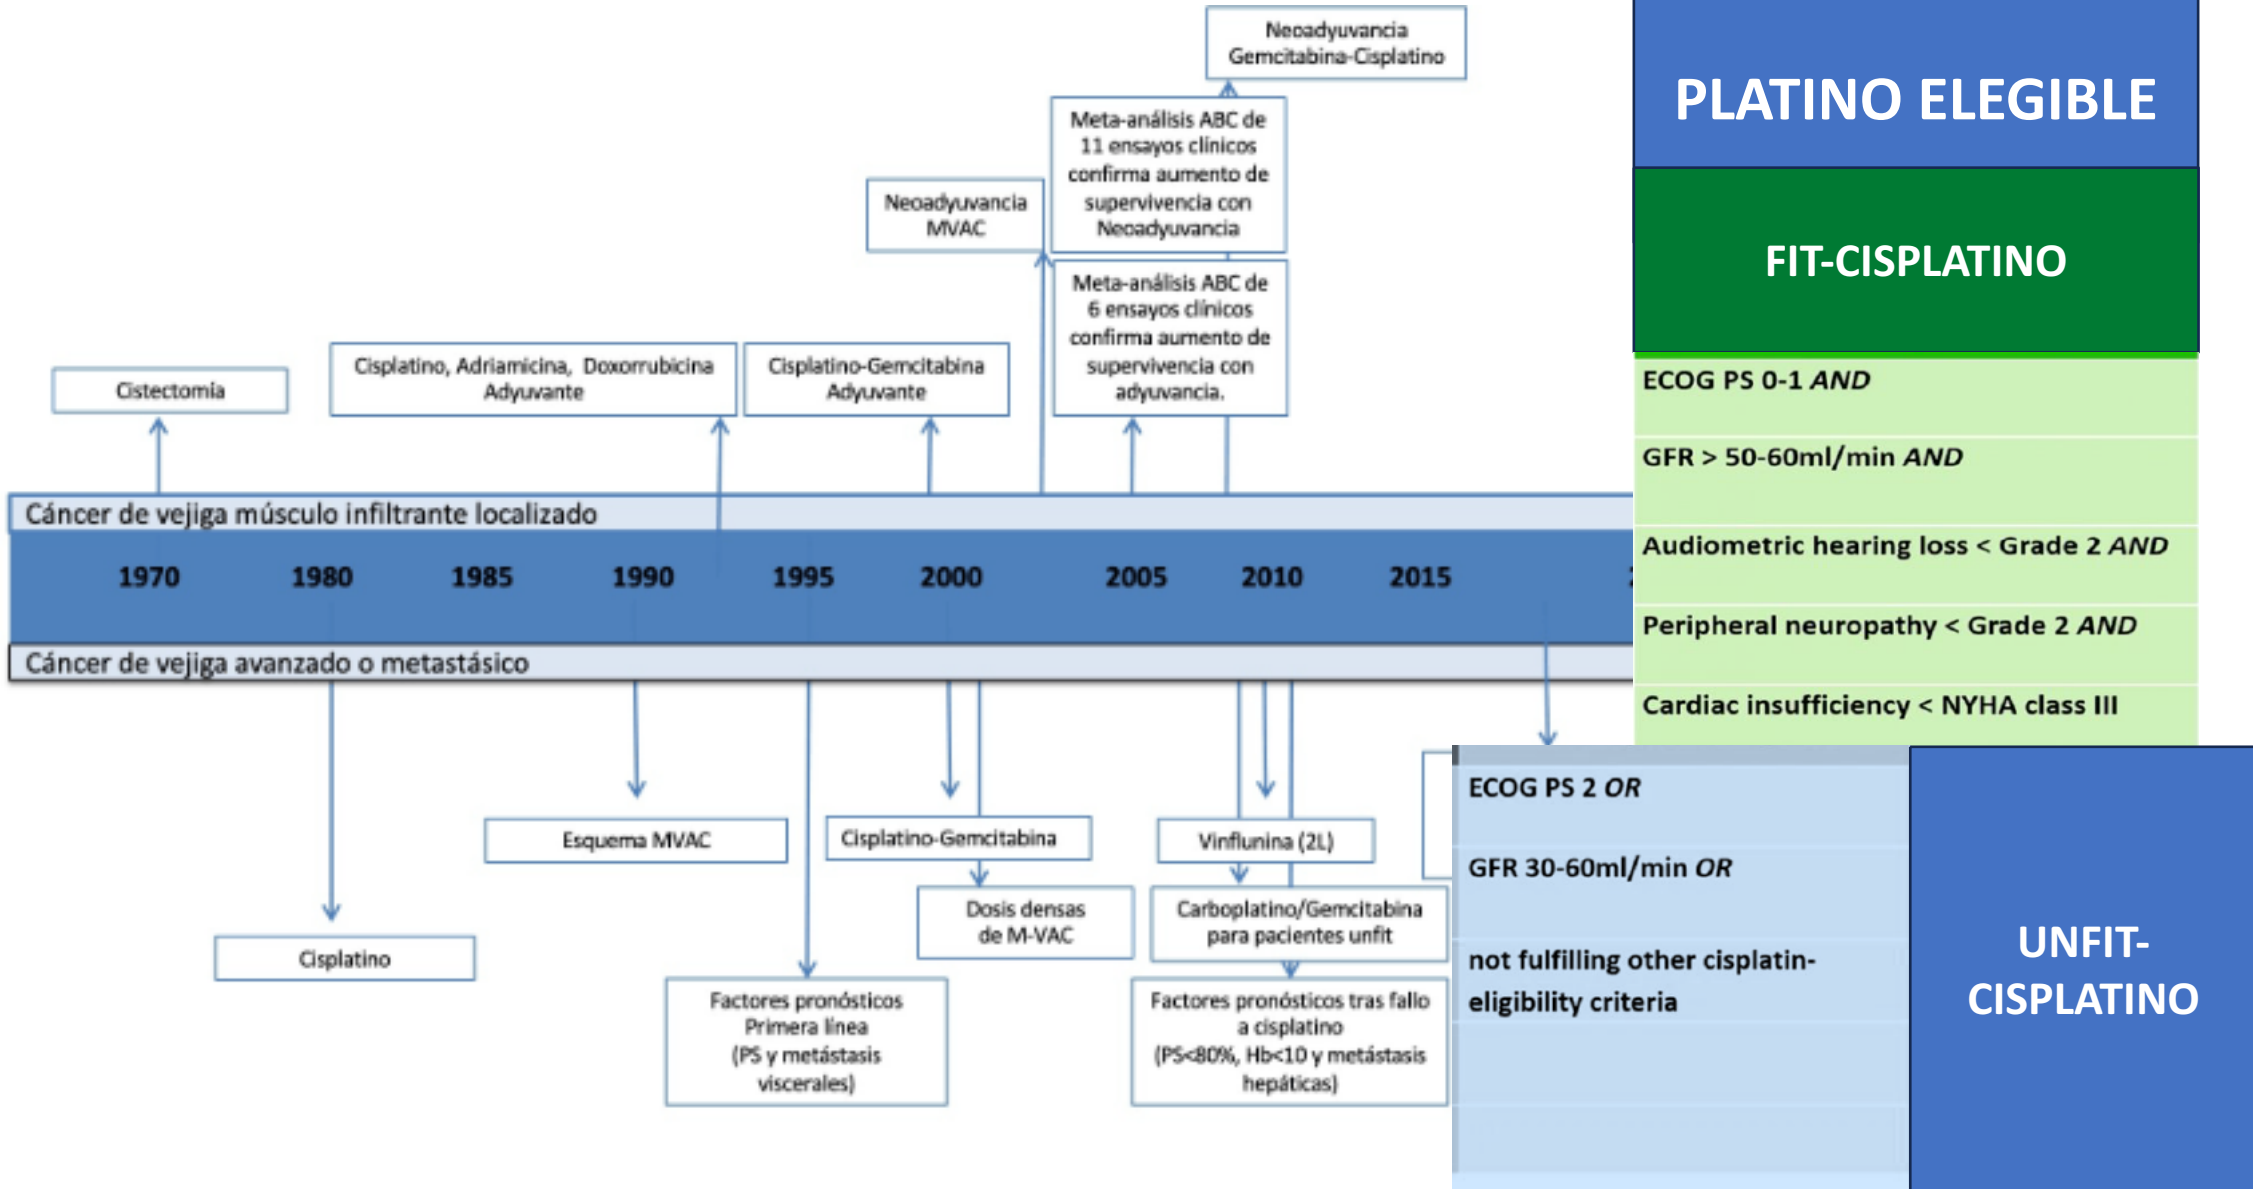 Neoadyuvancia
Gemcitabina-Cisplatino
Meta-análisis ABC de
11 ensayos clínicos
confirma aumento de
supervivencia con
Neoadyuvancia
Neoadyuvancia
MVAC
Meta-análisis ABC de
6 ensayos clínicos
confirma aumento de
supervivencia con
adyuvancia.
Cistectomía
Cisplatino, Adriamicina, Doxorrubicina
Adyuvante
Cisplatino-Gemcitabina
Adyuvante
Cáncer de vejiga músculo infiltrante localizado
1970 1980 1985 1990 1995 2000 2005 2010 2015
Cáncer de vejiga avanzado o metastásico
Esquema MVAC
Cisplatino-Gemcitabina
Vinflunina (2L)
Cisplatino
Dosis densas
de M-VAC
Carboplatino/Gemcitabina
para pacientes unfit
Factores pronósticos
Primera línea
(PS y metástasis
viscerales)
Factores pronósticos tras fallo
a cisplatino
(PS<80%, Hb<10 y metástasis
hepáticas)
PLATINO ELEGIBLE
FIT-CISPLATINO
ECOG PS 0-1 AND
GFR > 50-60ml/min AND
Audiometric hearing loss < Grade 2 AND
Peripheral neuropathy < Grade 2 AND
Cardiac insufficiency < NYHA class III
ECOG PS 2 OR
GFR 30-60ml/min OR
not fulfilling other cisplatin-
eligibility criteria
UNFIT-
CISPLATINO